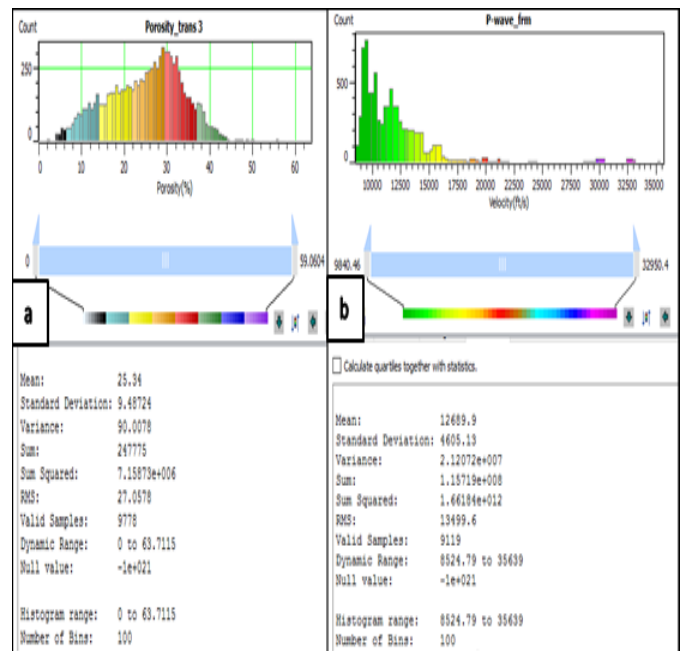 Count
Porosity_trans 3
250
0
0 10 20 30 40 50 60
Porosity(%)
0
59.0604
a
Mean: 25.34
Standard Deviation: 9.48724
Variance: 90.0078
Sum: 247775
Sum Squared: 7.15873e+006
RMS: 27.0578
Valid Samples: 9778
Dynamic Range: 0 to 63.7115
Null value: -1e+021
Histogram range: 0 to 63.7115
Number of Bins: 100
Count
P-wave_frm
500
0
10000 12500 15000 17500 20000 22500 25000 27500 30000 32500 35000
Velocity(ft/s)
9840.46
32950.4
b
Calculate quartiles together with statistics.
Mean: 12689.9
Standard Deviation: 4605.13
Variance: 2.12072e+007
Sum: 1.15719e+008
Sum Squared: 1.66184e+012
RMS: 13499.6
Valid Samples: 9119
Dynamic Range: 8524.79 to 35639
Null value: -1e+021
Histogram range: 8524.79 to 35639
Number of Bins: 100